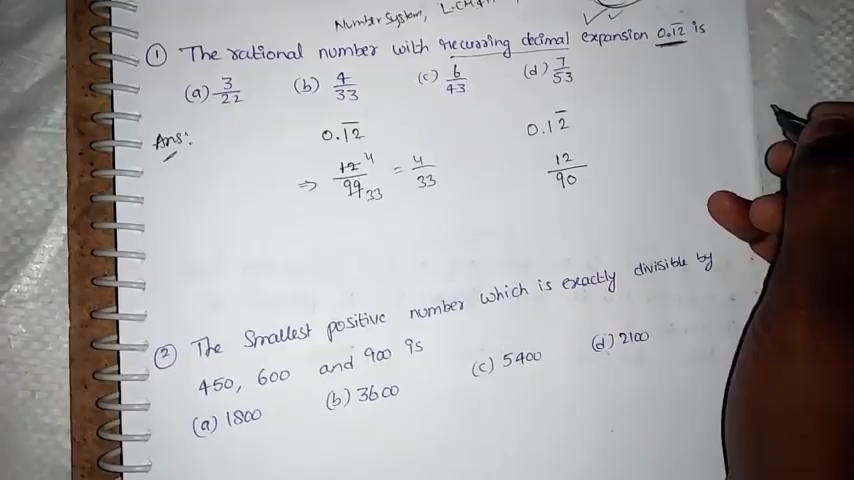 Number System, L.CM
① The rational number with recurring decimal expansion 0.1̅2̅ is
(a) 3/22 (b) 4/33 (c) 6/43 (d) 7/53
Ans:
0.1̅2̅ 0.12̅
⇒ 12 4/99 33 = 4/33 12/90
② The Smallest positive number which is exactly divisible by
450, 600 and 900 is
(a) 1800 (b) 3600 (c) 5400 (d) 2100